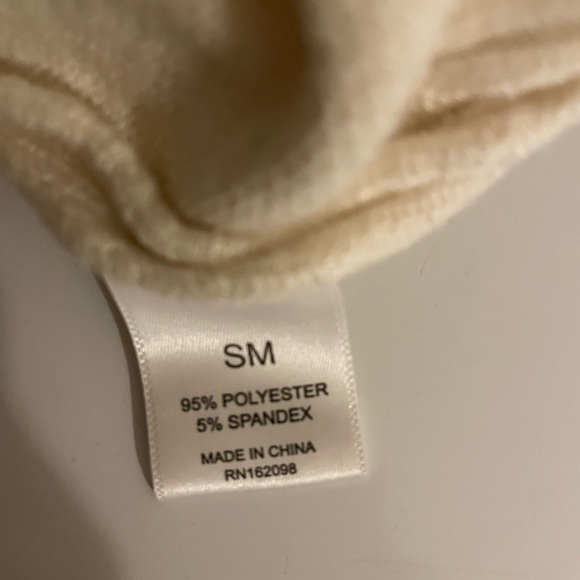 SM
95% POLYESTER
5% SPANDEX
MADE IN CHINA
RN162098